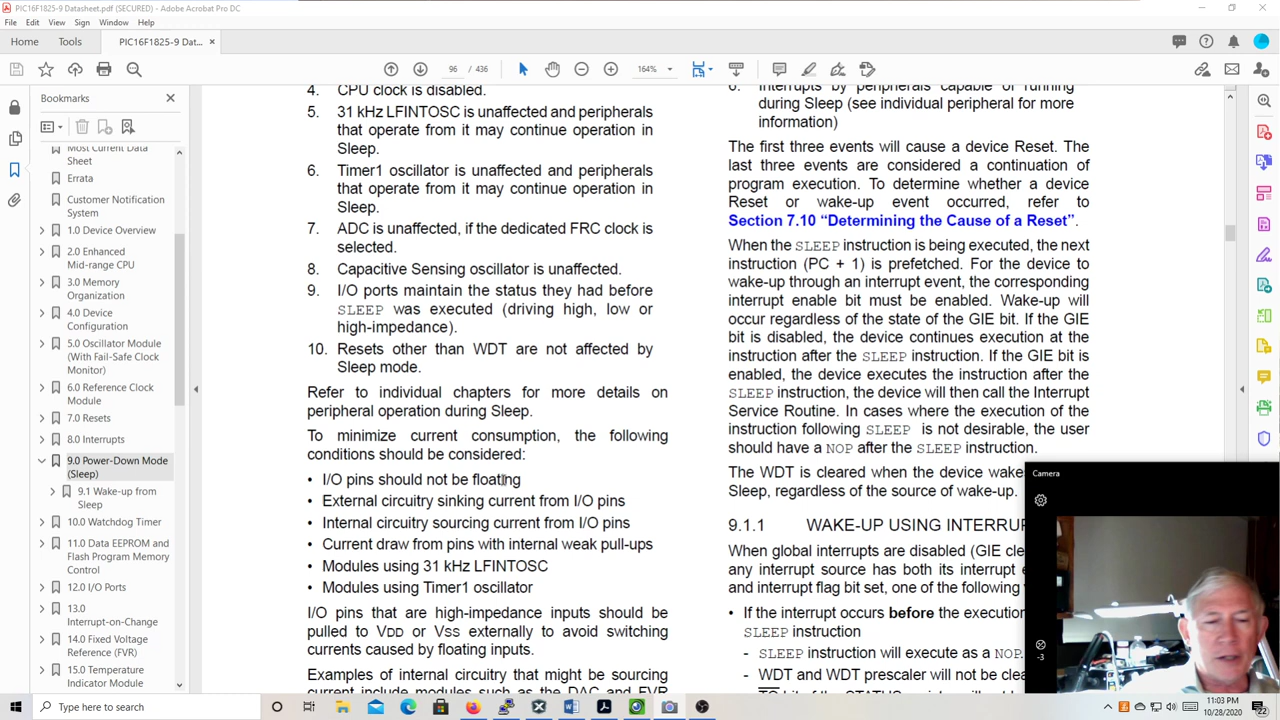 PIC16F1825-9 Datasheet.pdf (SECURED) - Adobe Acrobat Pro DC
File Edit View Sign Window Help
Home Tools PIC16F1825-9 Dat... ×
96 / 436 164%
Bookmarks
Most Current Data
Sheet
Errata
Customer Notification
System
1.0 Device Overview
2.0 Enhanced
Mid-range CPU
3.0 Memory
Organization
4.0 Device
Configuration
5.0 Oscillator Module
(With Fail-Safe Clock
Monitor)
6.0 Reference Clock
Module
7.0 Resets
8.0 Interrupts
9.0 Power-Down Mode
(Sleep)
9.1 Wake-up from
Sleep
10.0 Watchdog Timer
11.0 Data EEPROM and
Flash Program Memory
Control
12.0 I/O Ports
13.0
Interrupt-on-Change
14.0 Fixed Voltage
Reference (FVR)
15.0 Temperature
Indicator Module
4. CPU clock is disabled.
5. 31 kHz LFINTOSC is unaffected and peripherals
that operate from it may continue operation in
Sleep.
6. Timer1 oscillator is unaffected and peripherals
that operate from it may continue operation in
Sleep.
7. ADC is unaffected, if the dedicated FRC clock is
selected.
8. Capacitive Sensing oscillator is unaffected.
9. I/O ports maintain the status they had before
SLEEP was executed (driving high, low or
high-impedance).
10. Resets other than WDT are not affected by
Sleep mode.
Refer to individual chapters for more details on
peripheral operation during Sleep.
To minimize current consumption, the following
conditions should be considered:
• I/O pins should not be floating
• External circuitry sinking current from I/O pins
• Internal circuitry sourcing current from I/O pins
• Current draw from pins with internal weak pull-ups
• Modules using 31 kHz LFINTOSC
• Modules using Timer1 oscillator
I/O pins that are high-impedance inputs should be
pulled to VDD or VSS externally to avoid switching
currents caused by floating inputs.
Examples of internal circuitry that might be sourcing
current include modules such as the DAC and FVR
6. Interrupts by peripherals capable of running
during Sleep (see individual peripheral for more
information)
The first three events will cause a device Reset. The
last three events are considered a continuation of
program execution. To determine whether a device
Reset or wake-up event occurred, refer to
Section 7.10 “Determining the Cause of a Reset”.
When the SLEEP instruction is being executed, the next
instruction (PC + 1) is prefetched. For the device to
wake-up through an interrupt event, the corresponding
interrupt enable bit must be enabled. Wake-up will
occur regardless of the state of the GIE bit. If the GIE
bit is disabled, the device continues execution at the
instruction after the SLEEP instruction. If the GIE bit is
enabled, the device executes the instruction after the
SLEEP instruction, the device will then call the Interrupt
Service Routine. In cases where the execution of the
instruction following SLEEP is not desirable, the user
should have a NOP after the SLEEP instruction.
The WDT is cleared when the device wake
Sleep, regardless of the source of wake-up.
9.1.1 WAKE-UP USING INTERRU
When global interrupts are disabled (GIE cle
any interrupt source has both its interrupt e
and interrupt flag bit set, one of the following
• If the interrupt occurs before the execution
SLEEP instruction
- SLEEP instruction will execute as a NOP.
- WDT and WDT prescaler will not be clea
Camera
-3
Type here to search
11:03 PM
10/28/2020
22